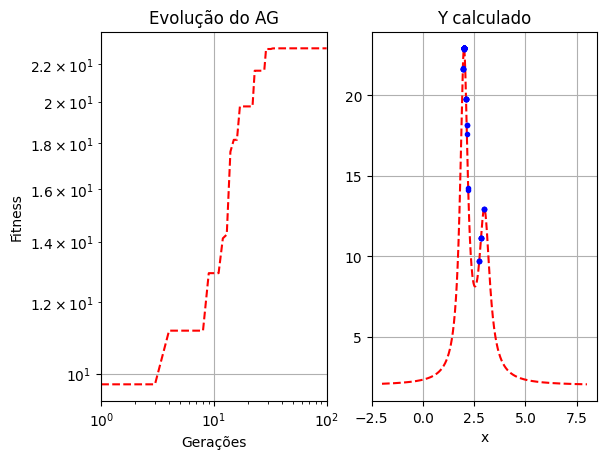 Evolução do AG
Y calculado
2.2 × 10¹
2 × 10¹
1.8 × 10¹
1.6 × 10¹
1.4 × 10¹
1.2 × 10¹
10¹
Fitness
10⁰
10¹
10²
Gerações
20
15
10
5
−2.5
0.0
2.5
5.0
7.5
x